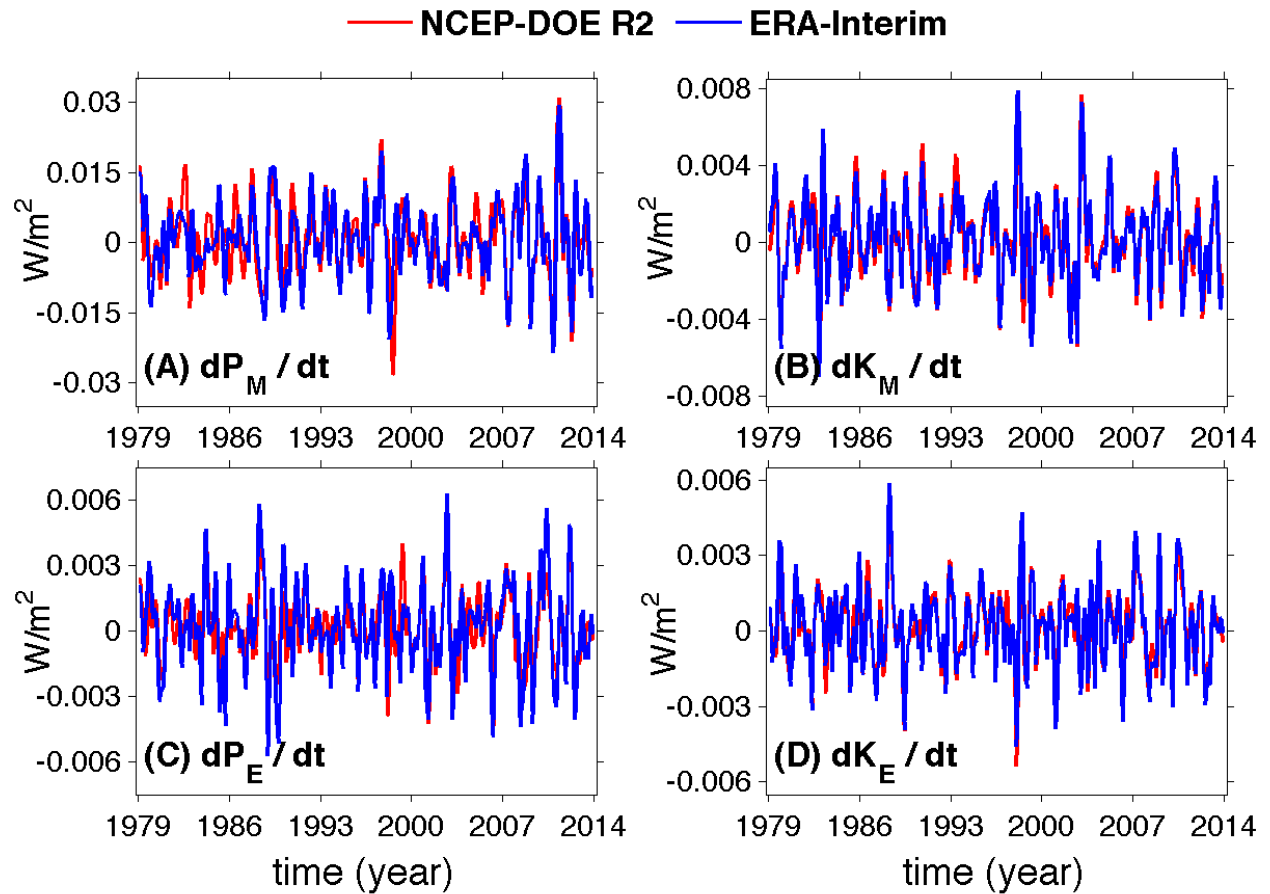 NCEP-DOE R2 ERA-Interim
0.03
0.015
0
-0.015
-0.03
W/m²
(A) dP_M / dt
1979 1986 1993 2000 2007 2014
0.008
0.004
0
-0.004
-0.008
W/m²
(B) dK_M / dt
1979 1986 1993 2000 2007 2014
0.006
0.003
0
-0.003
-0.006
W/m²
(C) dP_E / dt
1979 1986 1993 2000 2007 2014
time (year)
0.006
0.003
0
-0.003
-0.006
W/m²
(D) dK_E / dt
1979 1986 1993 2000 2007 2014
time (year)